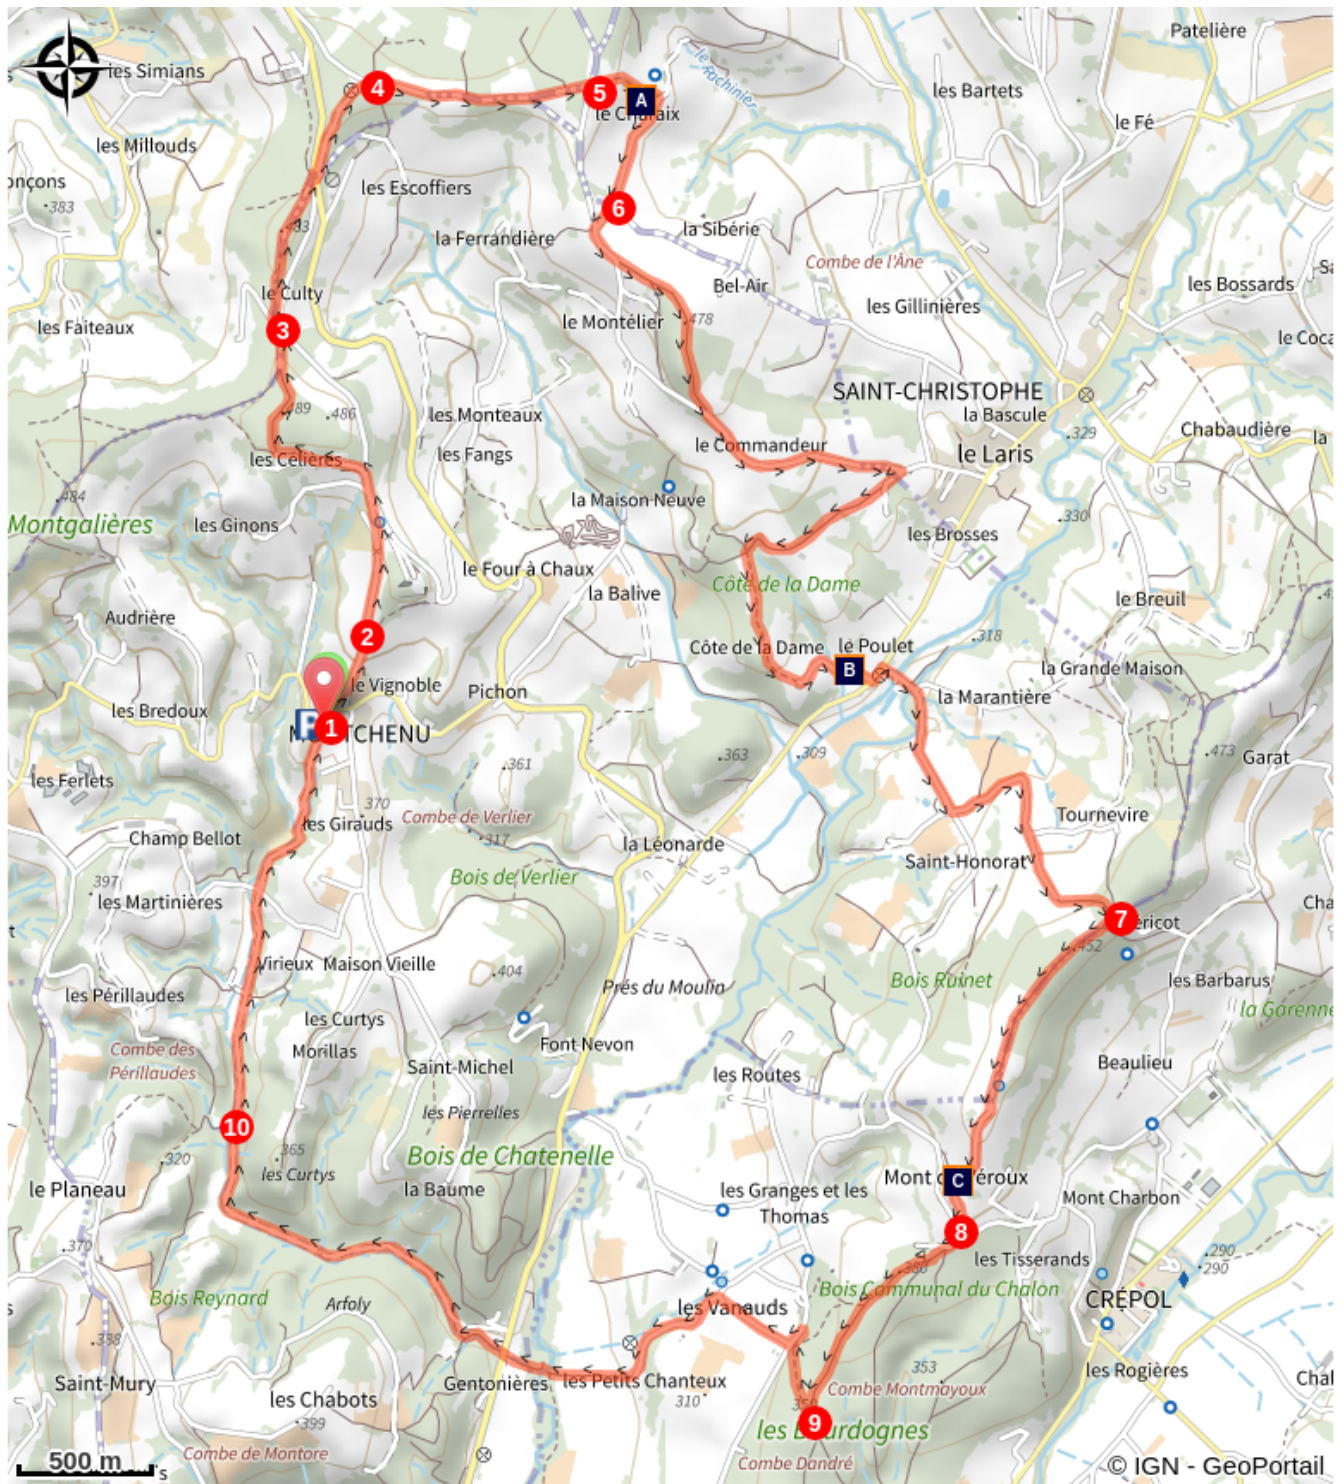 Patelière
les Simians
le Richinier
4
5
A
les Bartets
le Charaix
le Fé
les Millouds
383
les Escoffiers
6
la Sibérie
483
la Ferrandière
Combe de l'Âne
le Culty
Bel-Air
les Bossards
les Gillinières
les Faiteaux
3
le Montélier
478
SAINT-CHRISTOPHE
489
486
les Monteaux
la Bascule
329
Chabaudière
la
le Commandeur
les Célières
les Fangs
le Laris
484
la Maison Neuve
Montgalières
les Ginons
330
les Brosses
le Four à Chaux
la Balive
Côte de la Dame
le Breuil
Audrière
2
318
Côte de la Dame
le Poulet
B
la Grande Maison
le Vignoble
Pichon
la Marantière
les Bredoux
P
1
MONTCHENU
363
309
473
Garat
361
les Ferlets
370
les Girauds
Combe de Verlier
Tournevire
Champ Bellot
317
la Léonarde
Saint-Honorat
397
Bois de Verlier
les Martinières
7
452
Virieux
Maison Vieille
404
Bois Ruinet
les Barbarus
Prés du Moulin
les Périllaudes
la Garenne
les Curtys
Font Nevon
Combe des
Périllaudes
Morillas
Saint-Michel
Beaulieu
les Routes
les Pierrelles
10
365
320
les Curtys
Bois de Chatenelle
C
le Planeau
la Baume
les Granges et les
Thomas
Mont Charbon
8
370
les Tisserands
290
290
386
Bois Reynard
Arfoly
les Vanauds
Bois Communal du Chalon
CRÉPOL
338
Saint-Mury
Gentonières
les Petits Chanteux
353
les Rogières
les Chabots
310
Combe Montmayoux
399
9
les Bourdognes
Combe de Montore
Combe Dandré
500 m
© IGN - GeoPortail